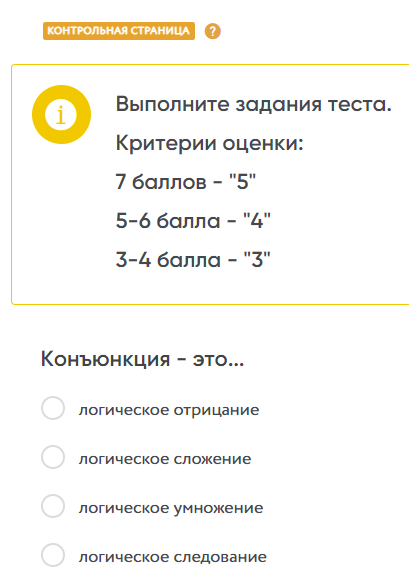 КОНТРОЛЬНАЯ СТРАНИЦА ?
i
Выполните задания теста.
Критерии оценки:
7 баллов - "5"
5-6 балла - "4"
3-4 балла - "3"
Конъюнкция - это...
логическое отрицание
логическое сложение
логическое умножение
логическое следование